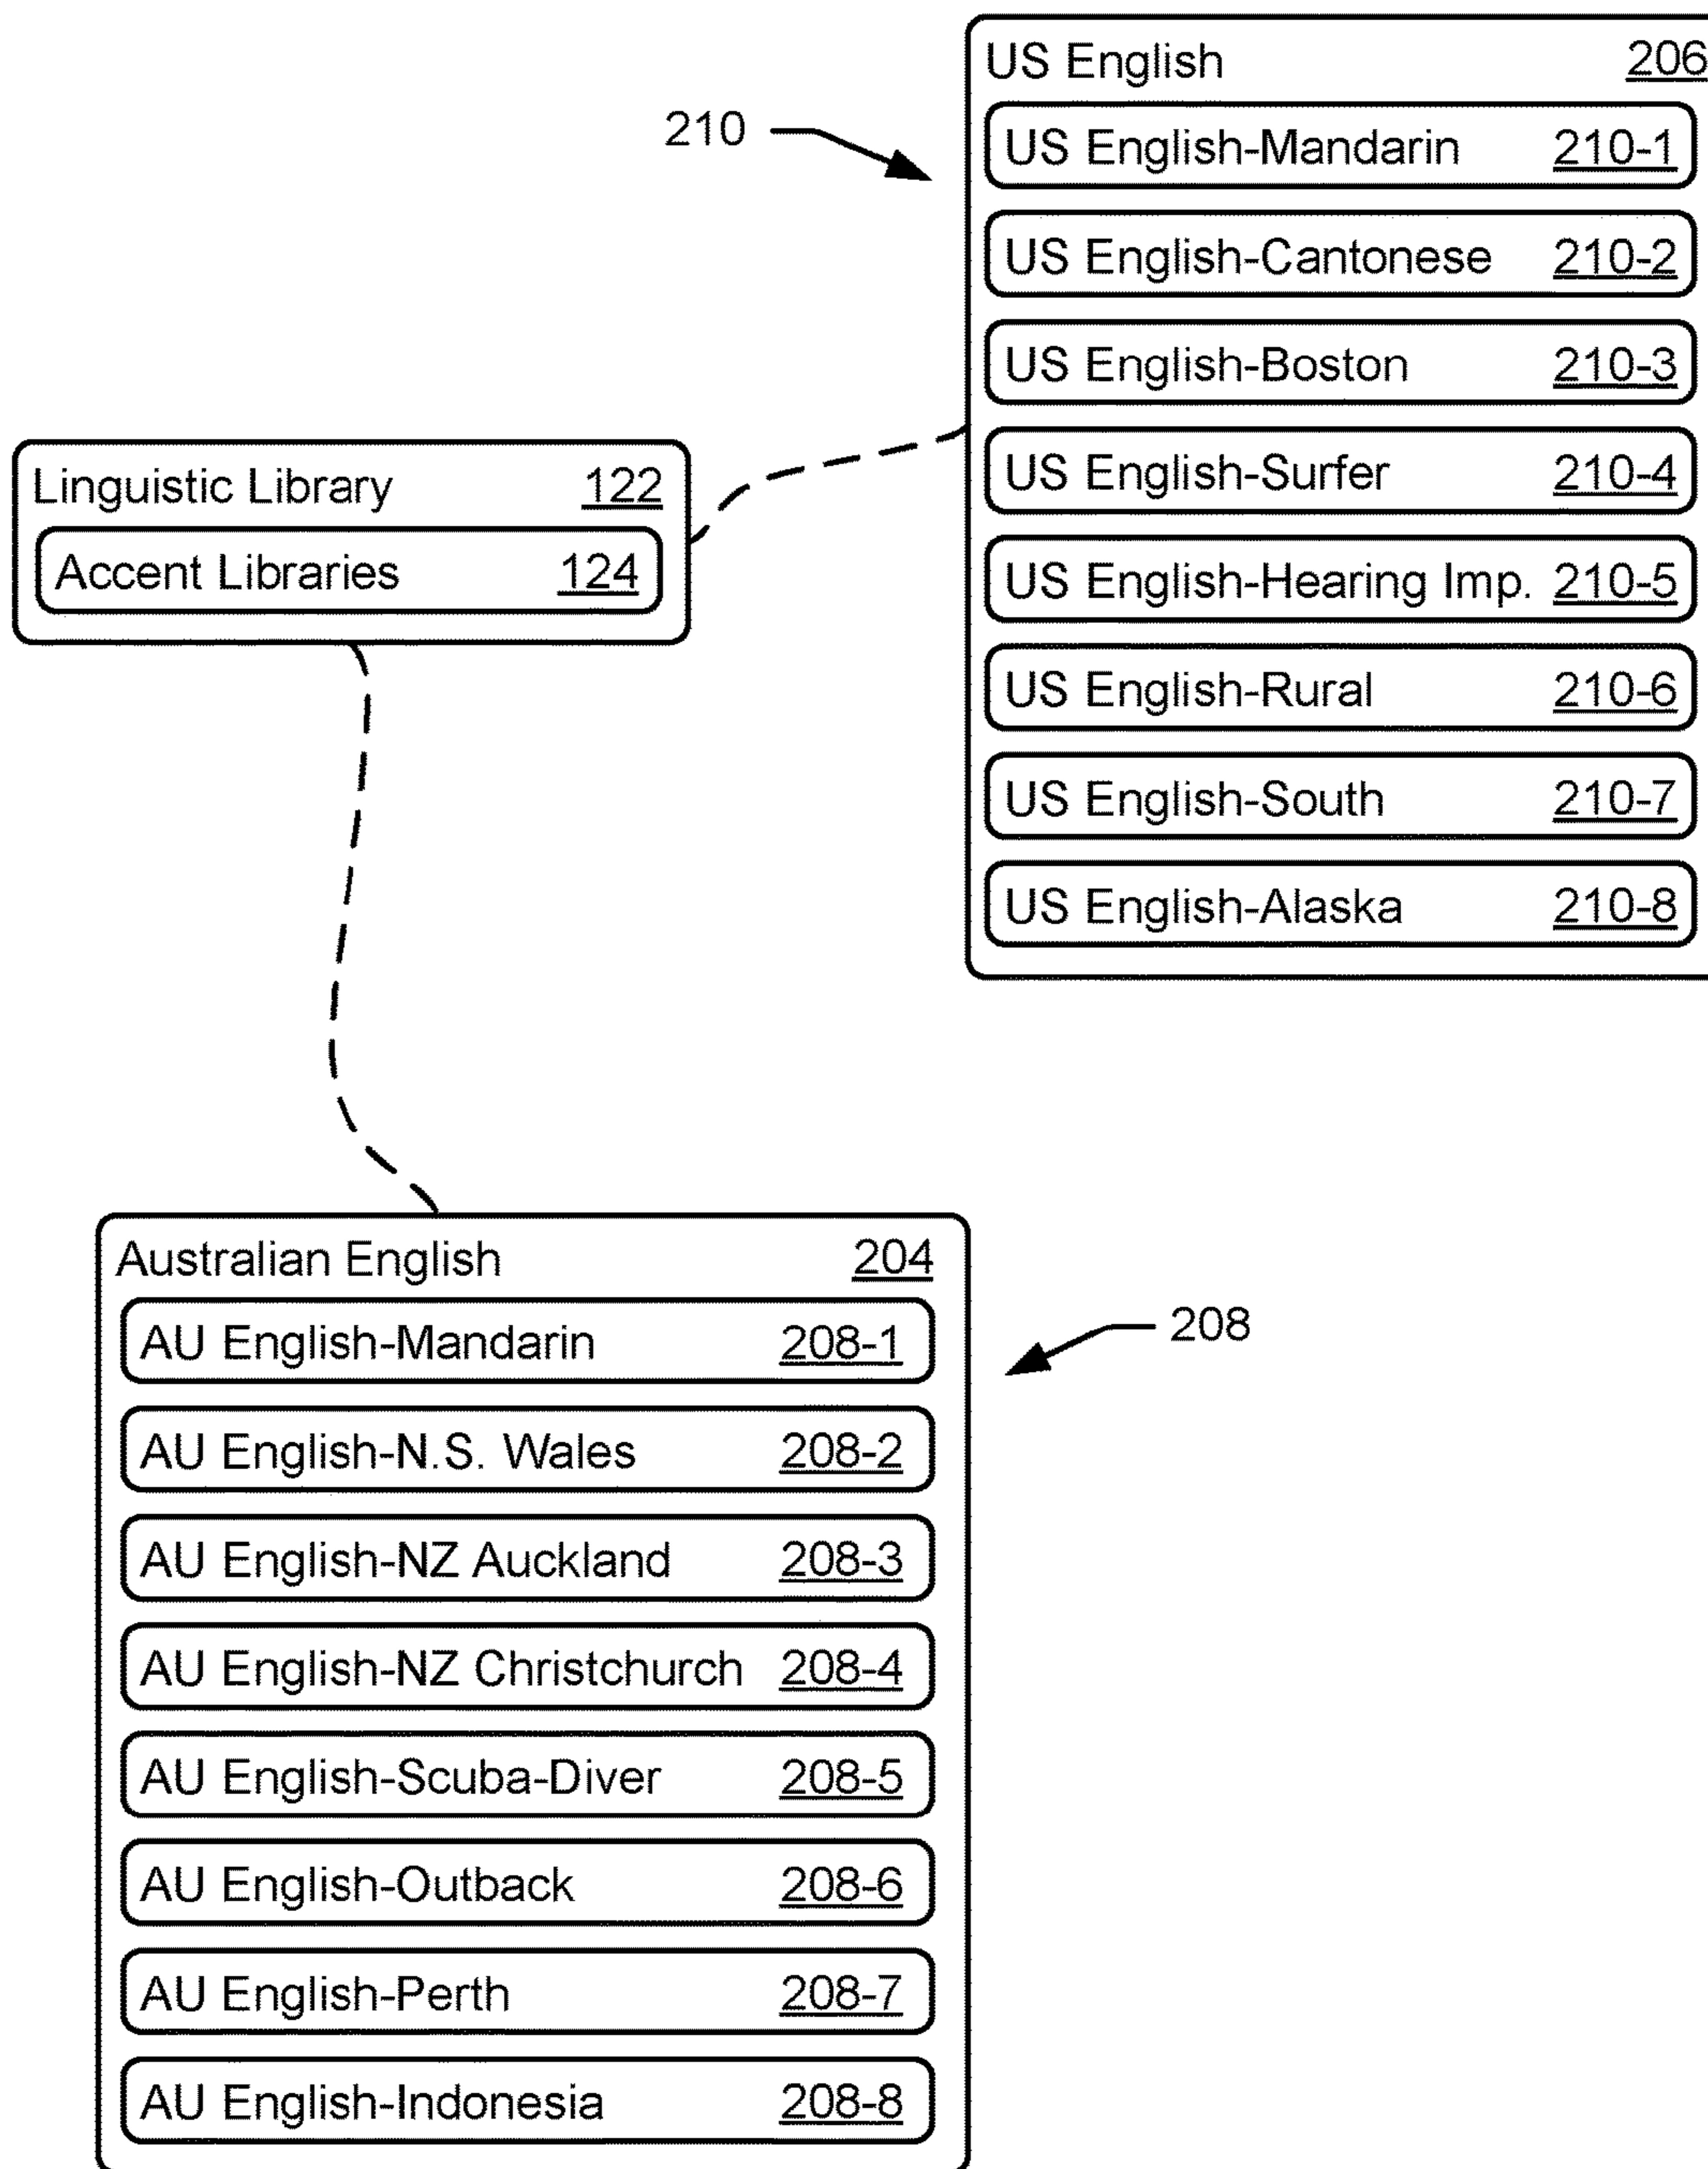 US English 206
210
US English-Mandarin 210-1
US English-Cantonese 210-2
US English-Boston 210-3
US English-Surfer 210-4
US English-Hearing Imp. 210-5
US English-Rural 210-6
US English-South 210-7
US English-Alaska 210-8
Linguistic Library 122
Accent Libraries 124
Australian English 204
208
AU English-Mandarin 208-1
AU English-N.S. Wales 208-2
AU English-NZ Auckland 208-3
AU English-NZ Christchurch 208-4
AU English-Scuba-Diver 208-5
AU English-Outback 208-6
AU English-Perth 208-7
AU English-Indonesia 208-8